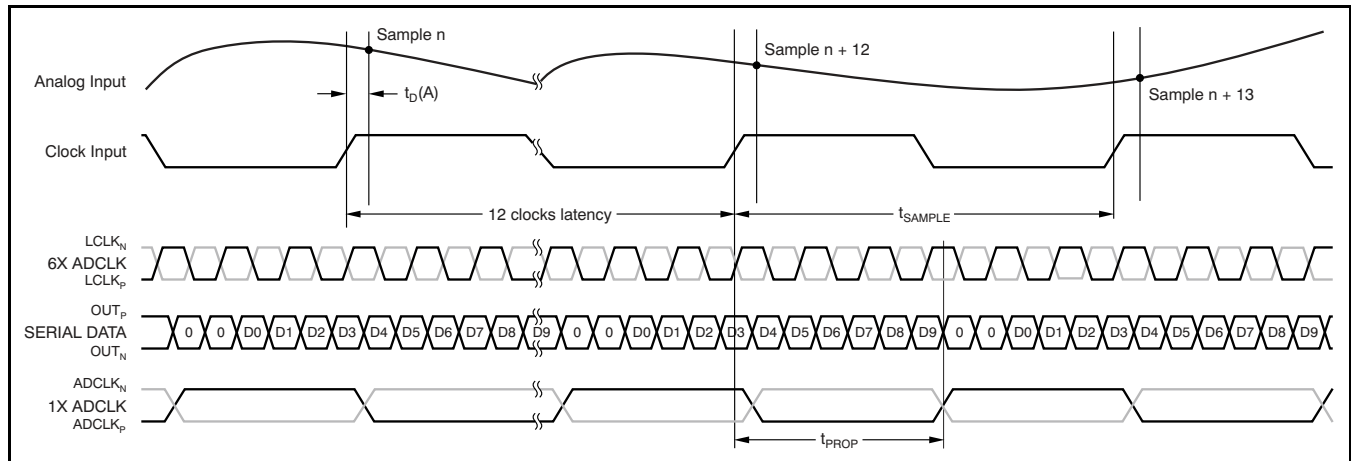 Sample n
Sample n + 12
Analog Input
t_D(A)
Sample n + 13
Clock Input
12 clocks latency
t_SAMPLE
LCLK_N
6X ADCLK
LCLK_P
OUT_P
SERIAL DATA 0 0 D0 D1 D2 D3 D4 D5 D6 D7 D8 D9 0 0 D0 D1 D2 D3 D4 D5 D6 D7 D8 D9 0 0 D0 D1 D2 D3 D4 D5 D6 D7 D8 D9
OUT_N
ADCLK_N
1X ADCLK
ADCLK_P
t_PROP